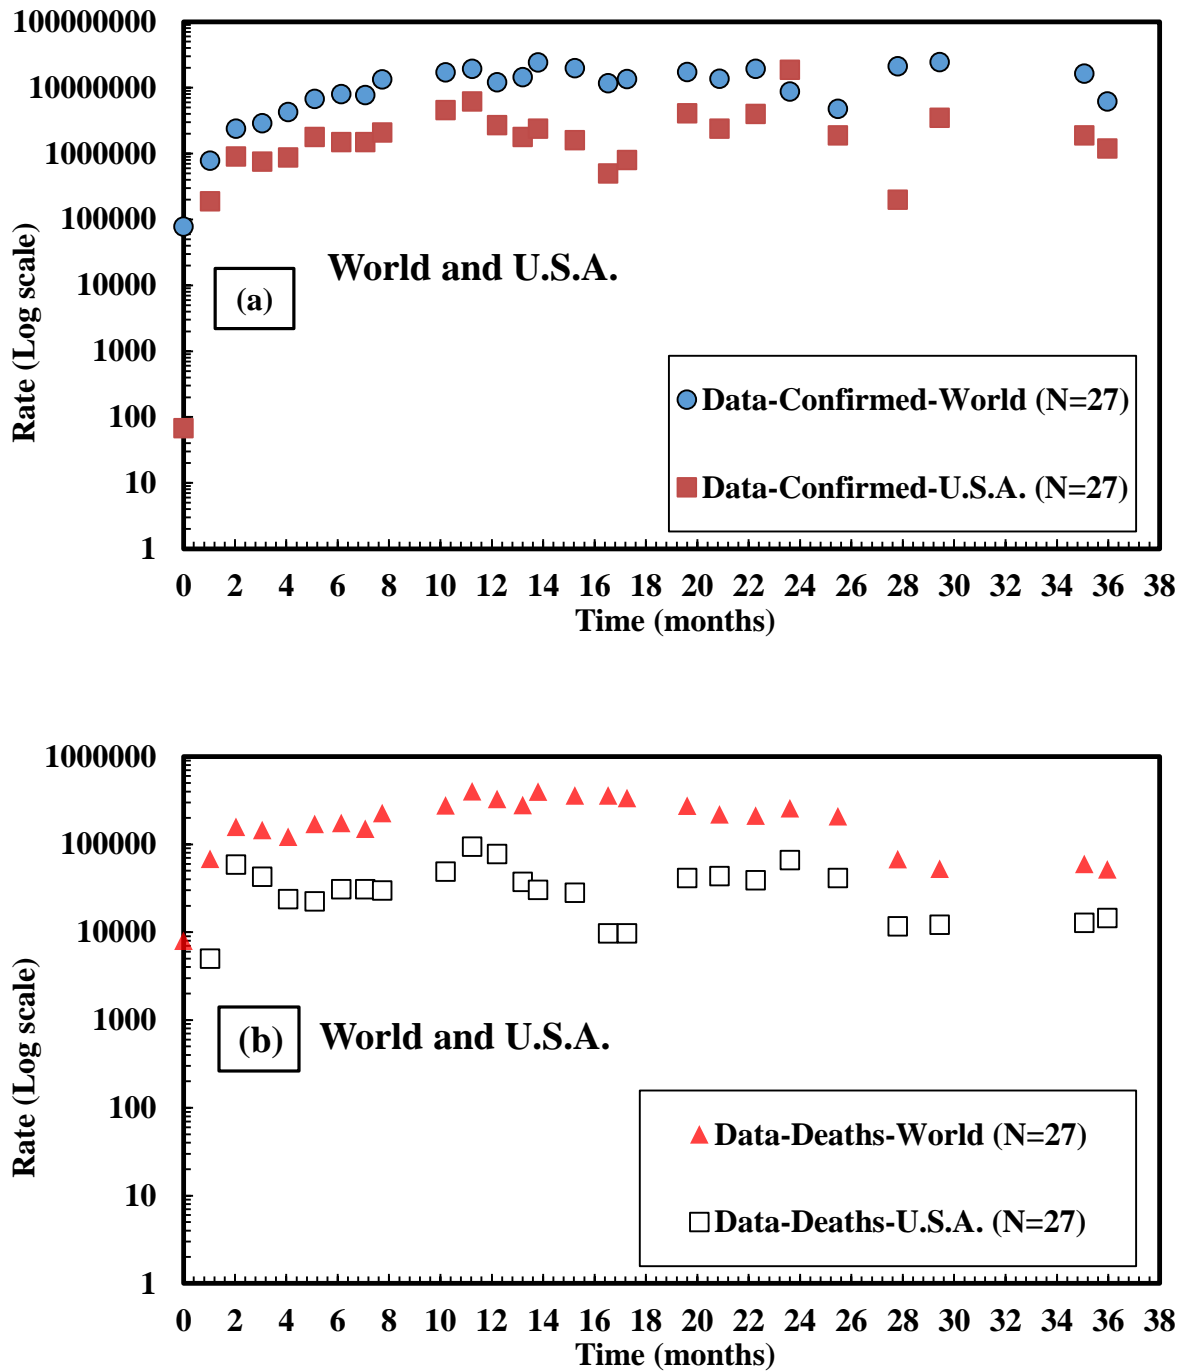 100000000
10000000
1000000
100000
10000
1000
100
10
1
Rate (Log scale)
World and U.S.A.
(a)
Data-Confirmed-World (N=27)
Data-Confirmed-U.S.A. (N=27)
0 2 4 6 8 10 12 14 16 18 20 22 24 26 28 30 32 34 36 38
Time (months)
1000000
100000
10000
1000
100
10
1
Rate (Log scale)
(b) World and U.S.A.
Data-Deaths-World (N=27)
Data-Deaths-U.S.A. (N=27)
0 2 4 6 8 10 12 14 16 18 20 22 24 26 28 30 32 34 36 38
Time (months)